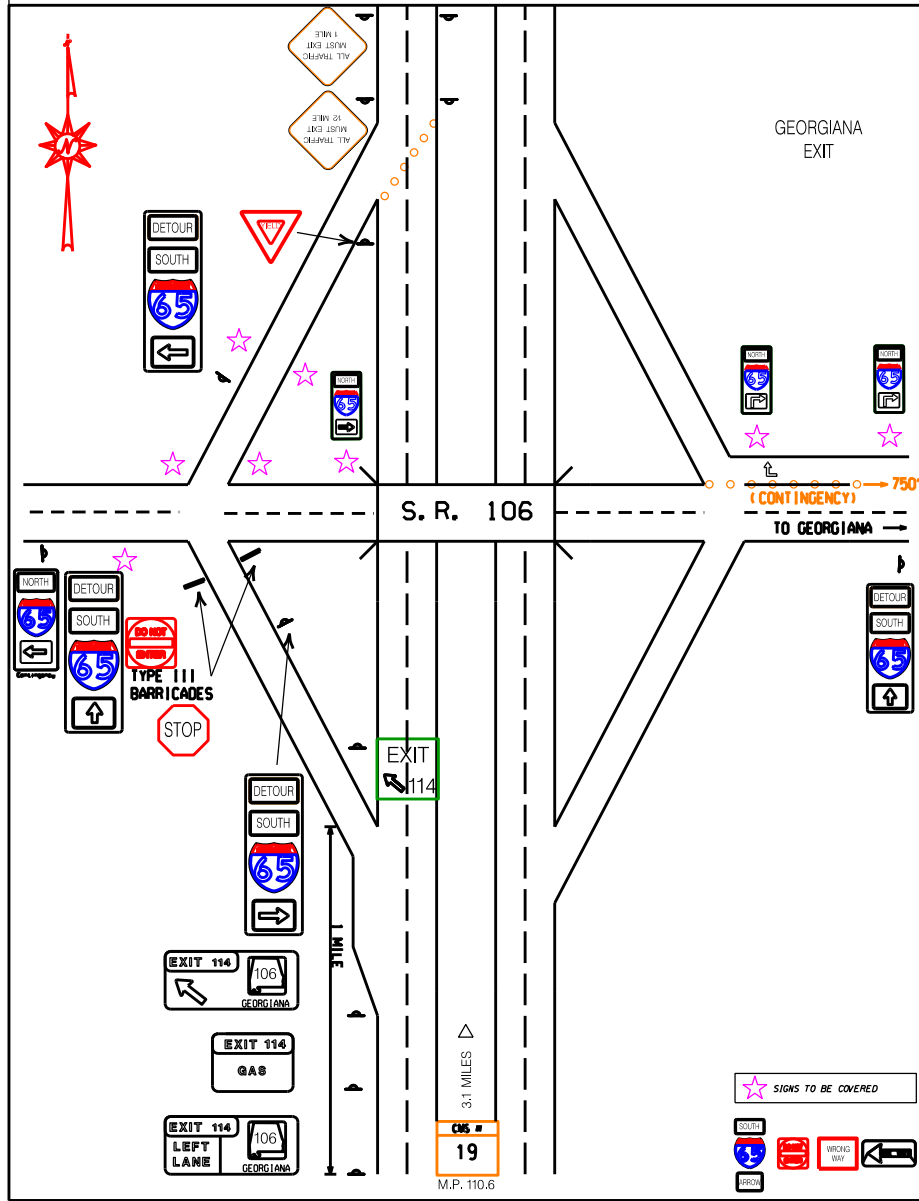 ALL TRAFFIC
MUST EXIT
1 MILE
ALL TRAFFIC
MUST EXIT
1/2 MILE
GEORGIANA
EXIT
N
DETOUR
SOUTH
65
YIELD
NORTH
65
NORTH
65
NORTH
65
S.R. 106
750'
(CONTINGENCY)
TO GEORGIANA
NORTH
65
Contingency
DETOUR
SOUTH
65
DO NOT
ENTER
TYPE III
BARRICADES
STOP
DETOUR
SOUTH
65
EXIT
114
DETOUR
SOUTH
65
1 MILE
EXIT 114
106
GEORGIANA
EXIT 114
GAS
EXIT 114
LEFT
LANE
106
GEORGIANA
3.1 MILES
CMS #
19
M.P. 110.6
SIGNS TO BE COVERED
SOUTH
65
ARROW
WRONG
WAY